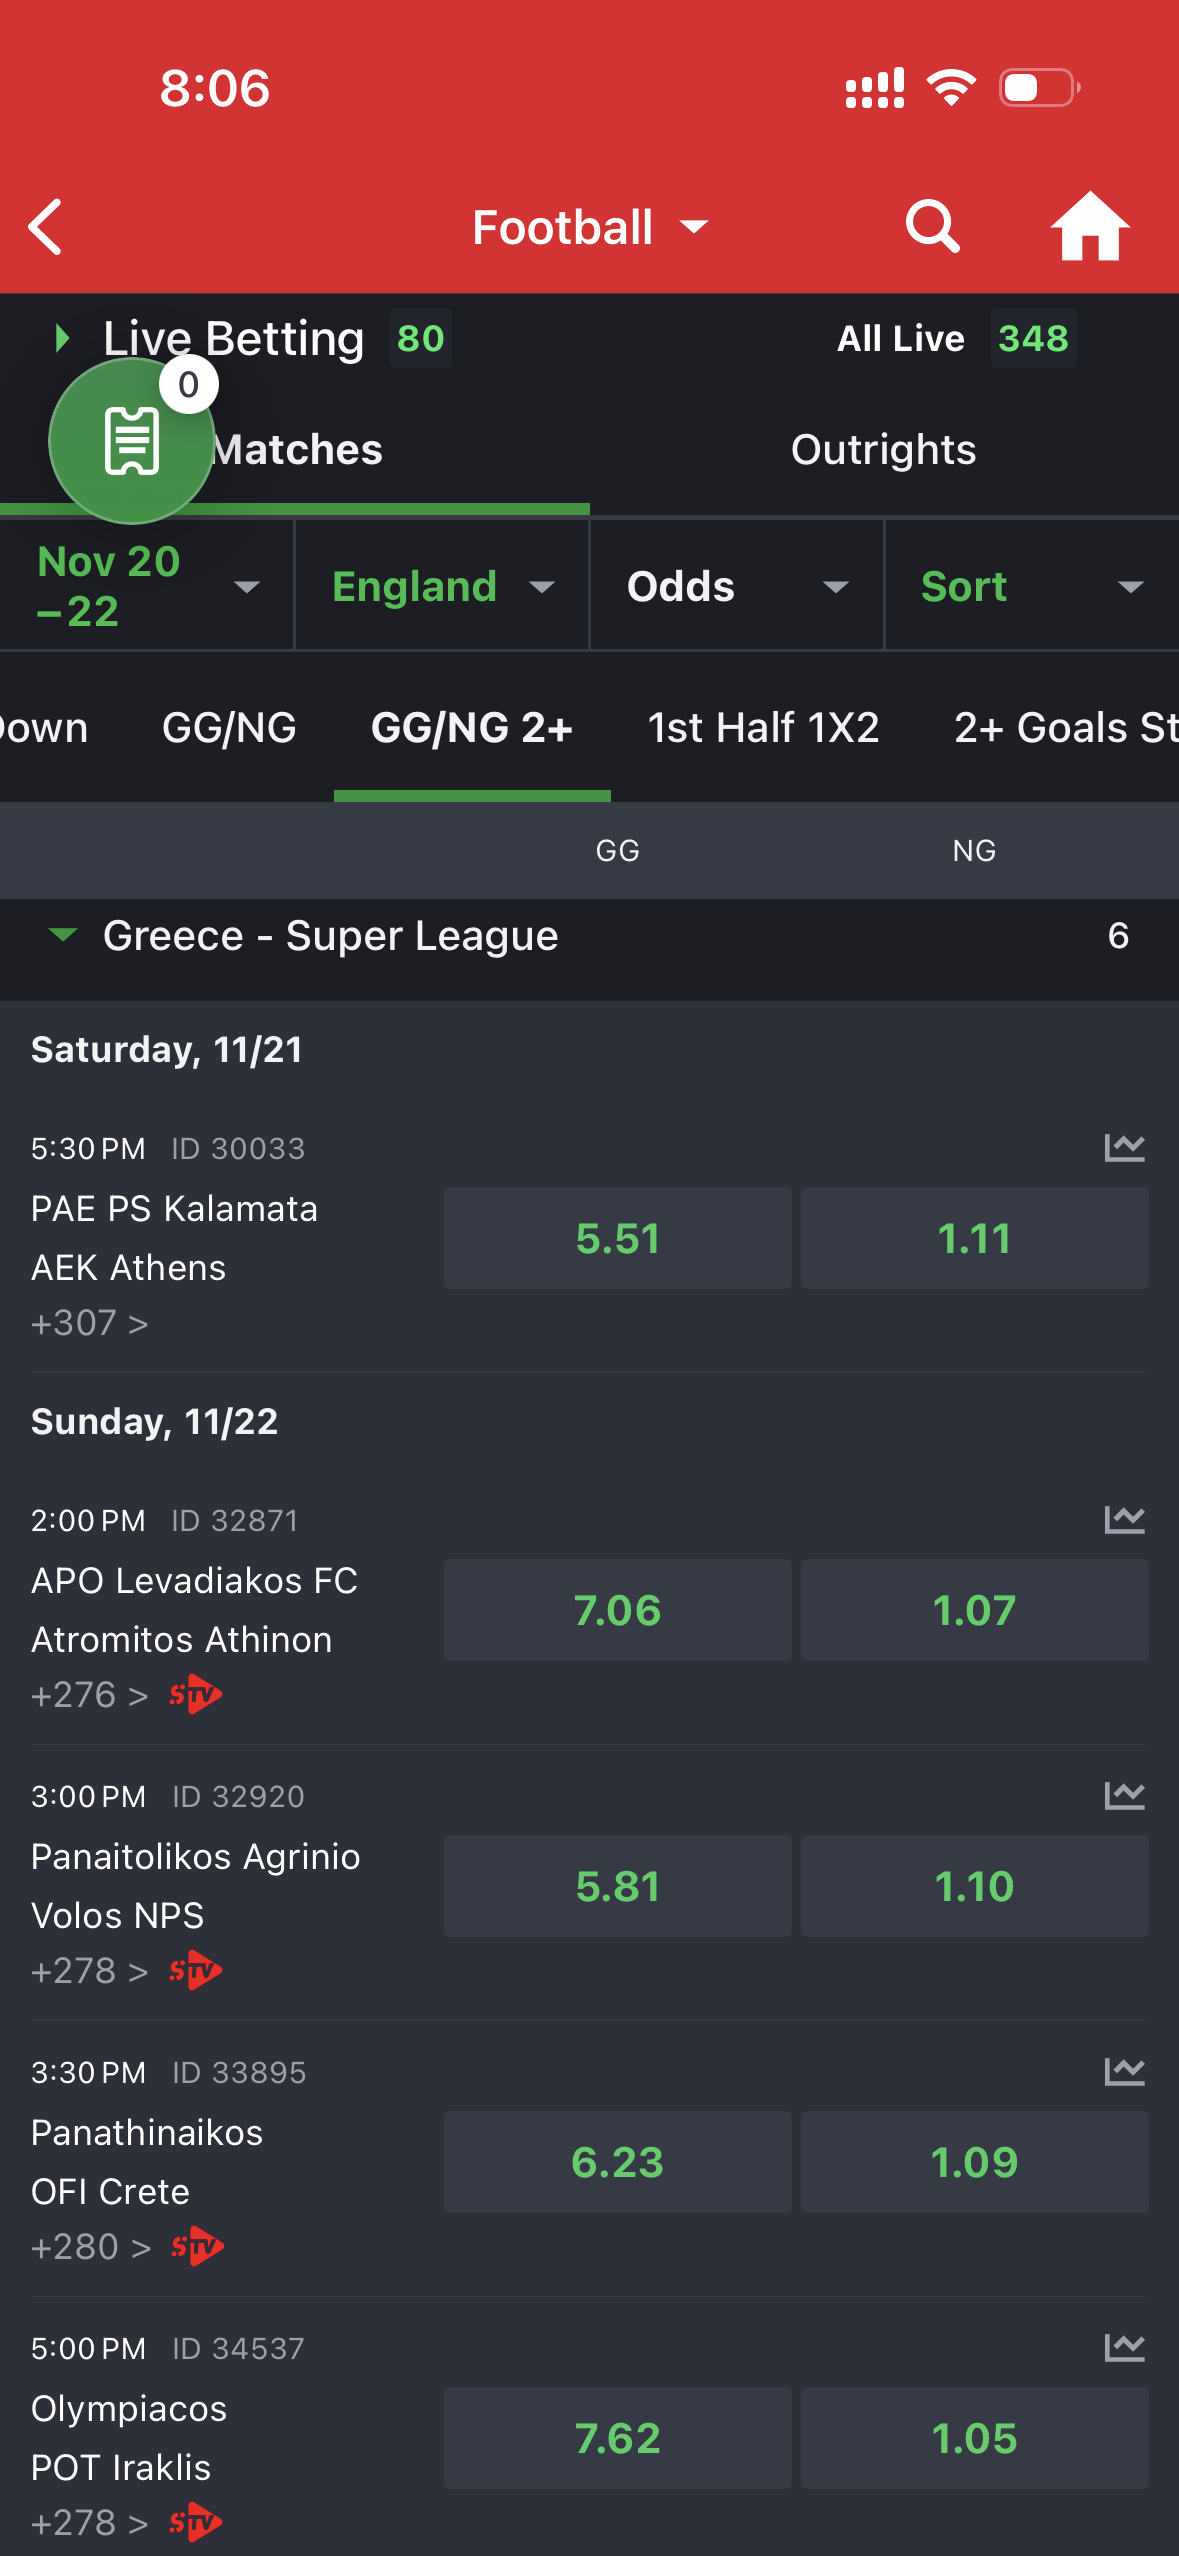 8:06
Football
Live Betting 80 All Live 348
0
Matches Outrights
Nov 20
–22
England Odds Sort
GG/NG GG/NG 2+ 1st Half 1X2 2+ Goals
GG NG
Greece - Super League 6
Saturday, 11/21
5:30 PM ID 30033
PAE PS Kalamata
AEK Athens
5.51 1.11
+307 >
Sunday, 11/22
2:00 PM ID 32871
APO Levadiakos FC
Atromitos Athinon
7.06 1.07
+276 > STV
3:00 PM ID 32920
Panaitolikos Agrinio
Volos NPS
5.81 1.10
+278 > STV
3:30 PM ID 33895
Panathinaikos
OFI Crete
6.23 1.09
+280 > STV
5:00 PM ID 34537
Olympiacos
POT Iraklis
7.62 1.05
+278 > STV